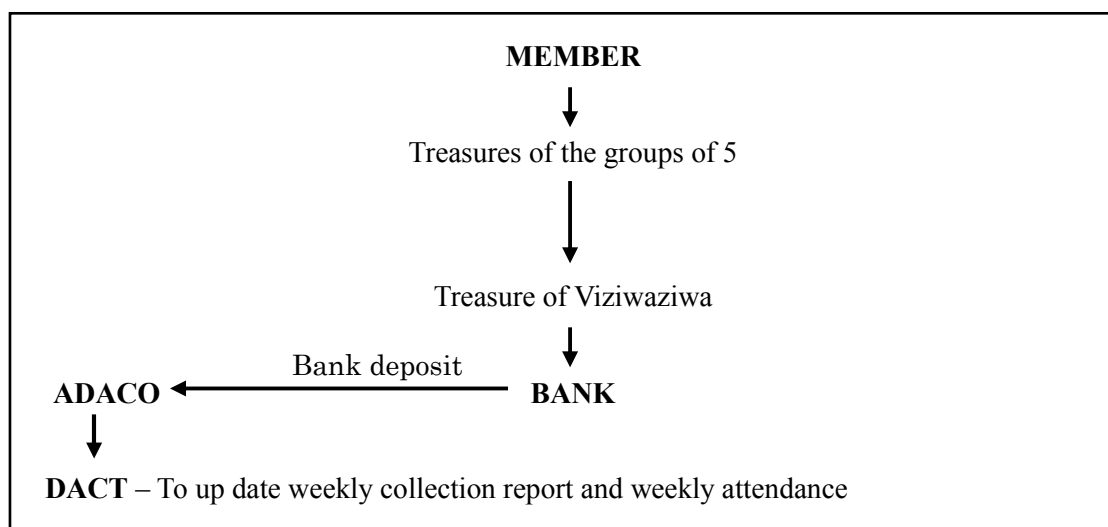 MEMBER
Treasures of the groups of 5
Treasure of Viziwaziwa
Bank deposit
ADACO
BANK
DACT – To up date weekly collection report and weekly attendance